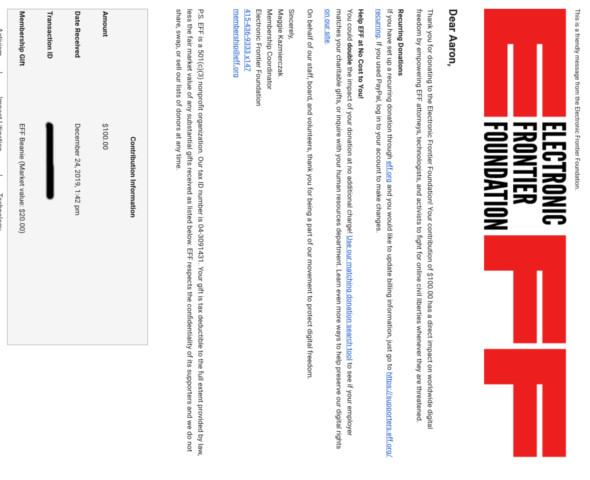 This is a friendly message from the Electronic Frontier Foundation.
ELECTRONIC
FRONTIER
FOUNDATION
EFF
Dear Aaron,
Thank you for donating to the Electronic Frontier Foundation! Your contribution of $100.00 has a direct impact on worldwide digital
freedom by empowering EFF attorneys, technologists, and activists to fight for online civil liberties whenever they are threatened.
Recurring Donations
If you have set up a recurring donation through eff.org and you would like to update billing information, just go to https://supporters.eff.org/
recurring. If you used PayPal, log in to your account to make changes.
Help EFF at No Cost to You!
You could double the impact of your donation at no additional charge! Use our matching donation search tool to see if your employer
matches your charitable gifts, or inquire with your human resources department. Learn even more ways to help preserve our digital rights
on our site.
On behalf of our staff, board, and volunteers, thank you for being a part of our movement to protect digital freedom.
Sincerely,
Maggie Kazmierczak
Membership Coordinator
Electronic Frontier Foundation
415-436-9333 x147
membership@eff.org
P.S. EFF is a 501(c)(3) nonprofit organization. Our tax ID number is 04-3091431. Your gift is tax deductible to the full extent provided by law,
less the fair market value of any substantial gifts received as listed below. EFF respects the confidentiality of its supporters and we do not
share, swap, or sell our lists of donors at any time.
Contribution Information
Amount $100.00
Date Received December 24, 2019, 1:42 pm
Transaction ID
Membership Gift EFF Beanie (Market value: $20.00)